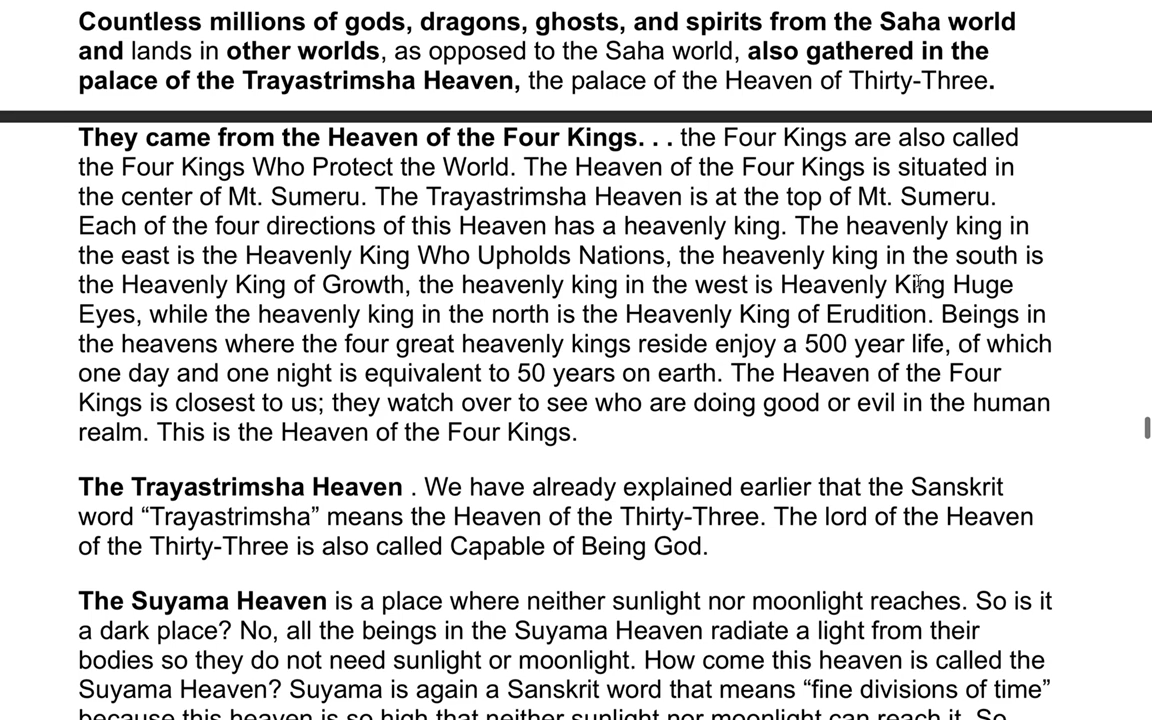 Countless millions of gods, dragons, ghosts, and spirits from the Saha world
and lands in other worlds, as opposed to the Saha world, also gathered in the
palace of the Trayastrimsha Heaven, the palace of the Heaven of Thirty-Three.
They came from the Heaven of the Four Kings. . . the Four Kings are also called
the Four Kings Who Protect the World. The Heaven of the Four Kings is situated in
the center of Mt. Sumeru. The Trayastrimsha Heaven is at the top of Mt. Sumeru.
Each of the four directions of this Heaven has a heavenly king. The heavenly king in
the east is the Heavenly King Who Upholds Nations, the heavenly king in the south is
the Heavenly King of Growth, the heavenly king in the west is Heavenly King Huge
Eyes, while the heavenly king in the north is the Heavenly King of Erudition. Beings in
the heavens where the four great heavenly kings reside enjoy a 500 year life, of which
one day and one night is equivalent to 50 years on earth. The Heaven of the Four
Kings is closest to us; they watch over to see who are doing good or evil in the human
realm. This is the Heaven of the Four Kings.
The Trayastrimsha Heaven . We have already explained earlier that the Sanskrit
word “Trayastrimsha” means the Heaven of the Thirty-Three. The lord of the Heaven
of the Thirty-Three is also called Capable of Being God.
The Suyama Heaven is a place where neither sunlight nor moonlight reaches. So is it
a dark place? No, all the beings in the Suyama Heaven radiate a light from their
bodies so they do not need sunlight or moonlight. How come this heaven is called the
Suyama Heaven? Suyama is again a Sanskrit word that means “fine divisions of time”
because this heaven is so high that neither sunlight nor moonlight can reach it. So